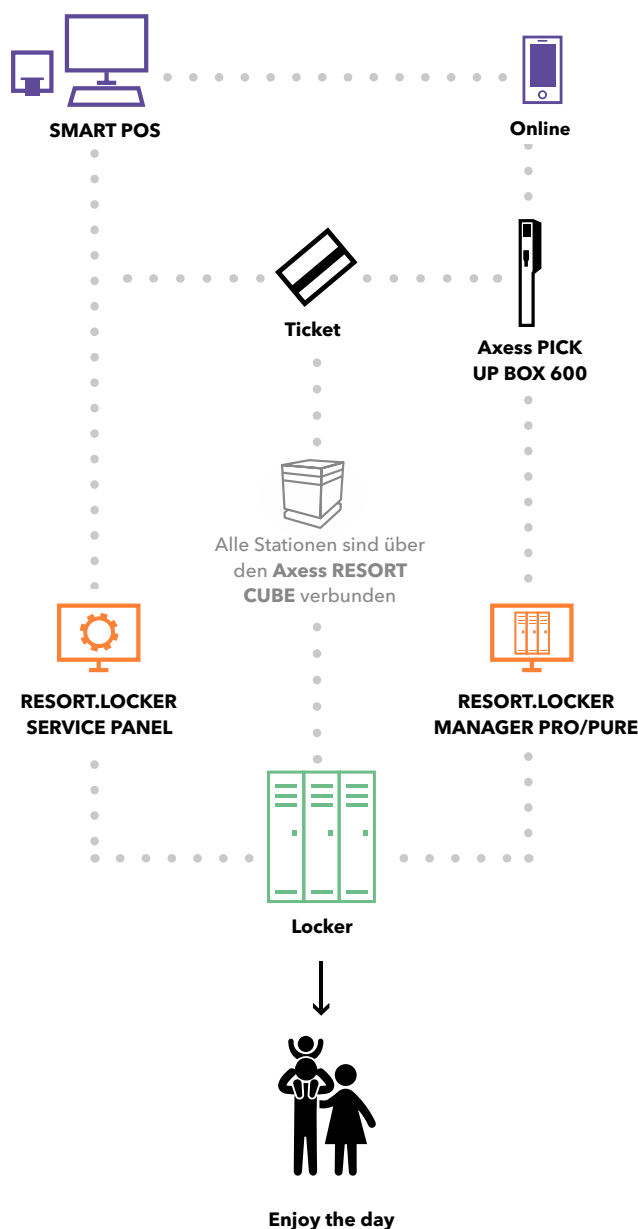 SMART POS
Online
Ticket
Axess PICK
UP BOX 600
Alle Stationen sind über
den Axess RESORT
CUBE verbunden
RESORT.LOCKER
SERVICE PANEL
RESORT.LOCKER
MANAGER PRO/PURE
Locker
Enjoy the day